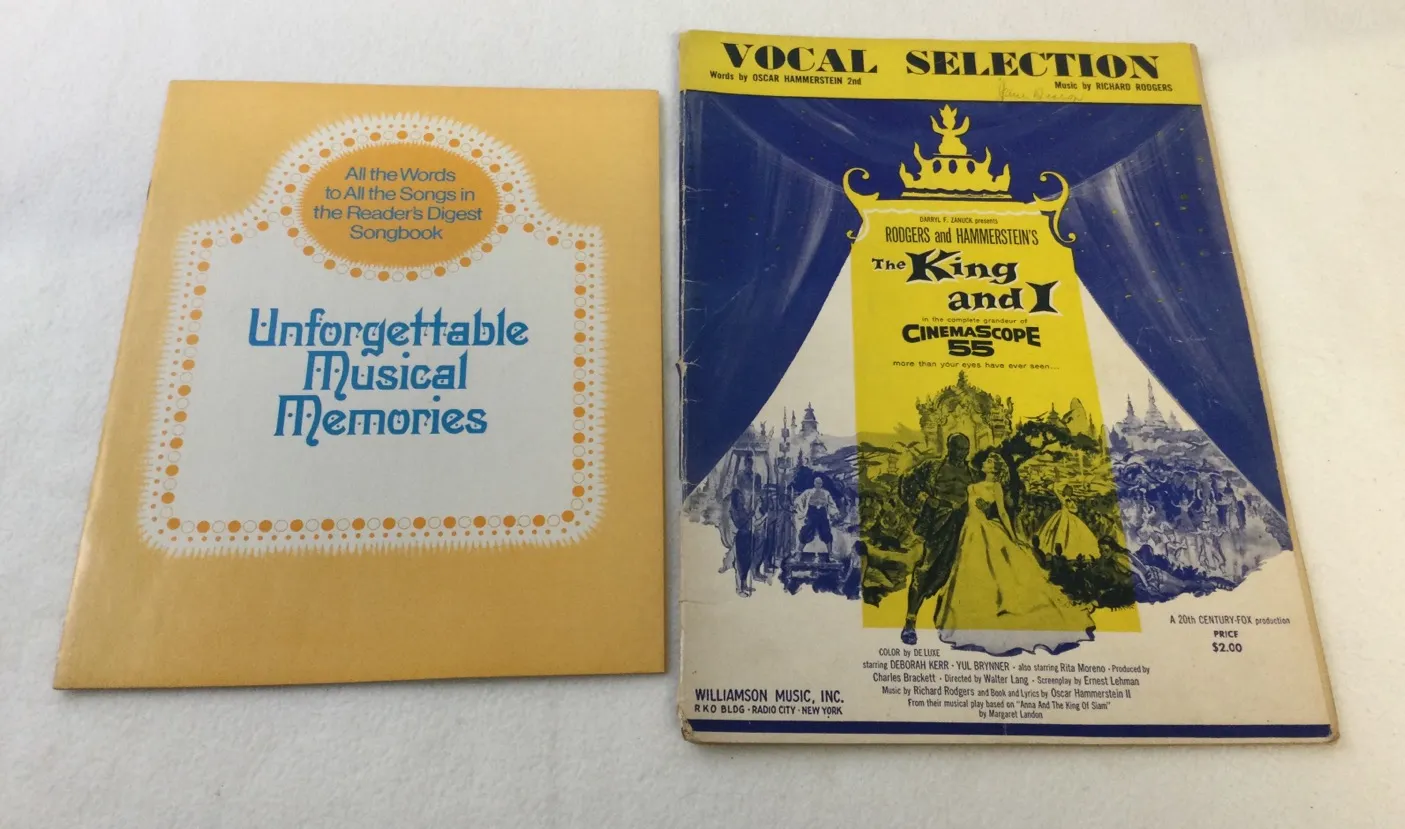 All the Words
to All the Songs in
the Reader's Digest
Songbook
Unforgettable
Musical
Memories
VOCAL SELECTION
Words by OSCAR HAMMERSTEIN 2nd
Music by RICHARD RODGERS
DARRYL F. ZANUCK presents
RODGERS and HAMMERSTEIN'S
The King
and I
in the complete grandeur of
CINEMASCOPE
55
more than your eyes have ever seen...
A 20th CENTURY-FOX production
PRICE
$2.00
COLOR by DE LUXE
starring DEBORAH KERR · YUL BRYNNER · also starring Rita Moreno · Produced by
Charles Brackett · Directed by Walter Lang · Screenplay by Ernest Lehman
Music by Richard Rodgers and Book and Lyrics by Oscar Hammerstein II
From their musical play based on "Anna And The King Of Siam"
by Margaret Landon
WILLIAMSON MUSIC, INC.
RKO BLDG · RADIO CITY · NEW YORK